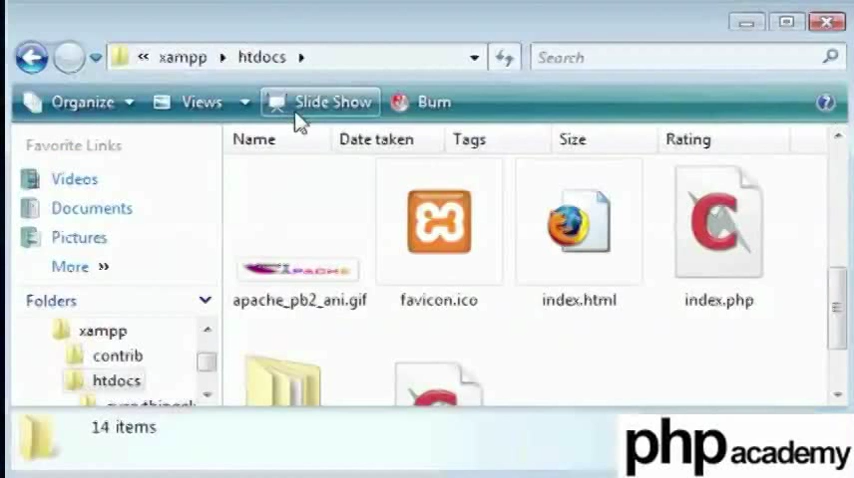 « xampp htdocs
Search
Organize Views Slide Show Burn
Favorite Links
Videos
Documents
Pictures
More »
Folders
xampp
contrib
htdocs
Name Date taken Tags Size Rating
APACHE
apache_pb2_ani.gif favicon.ico index.html index.php
14 items
php academy